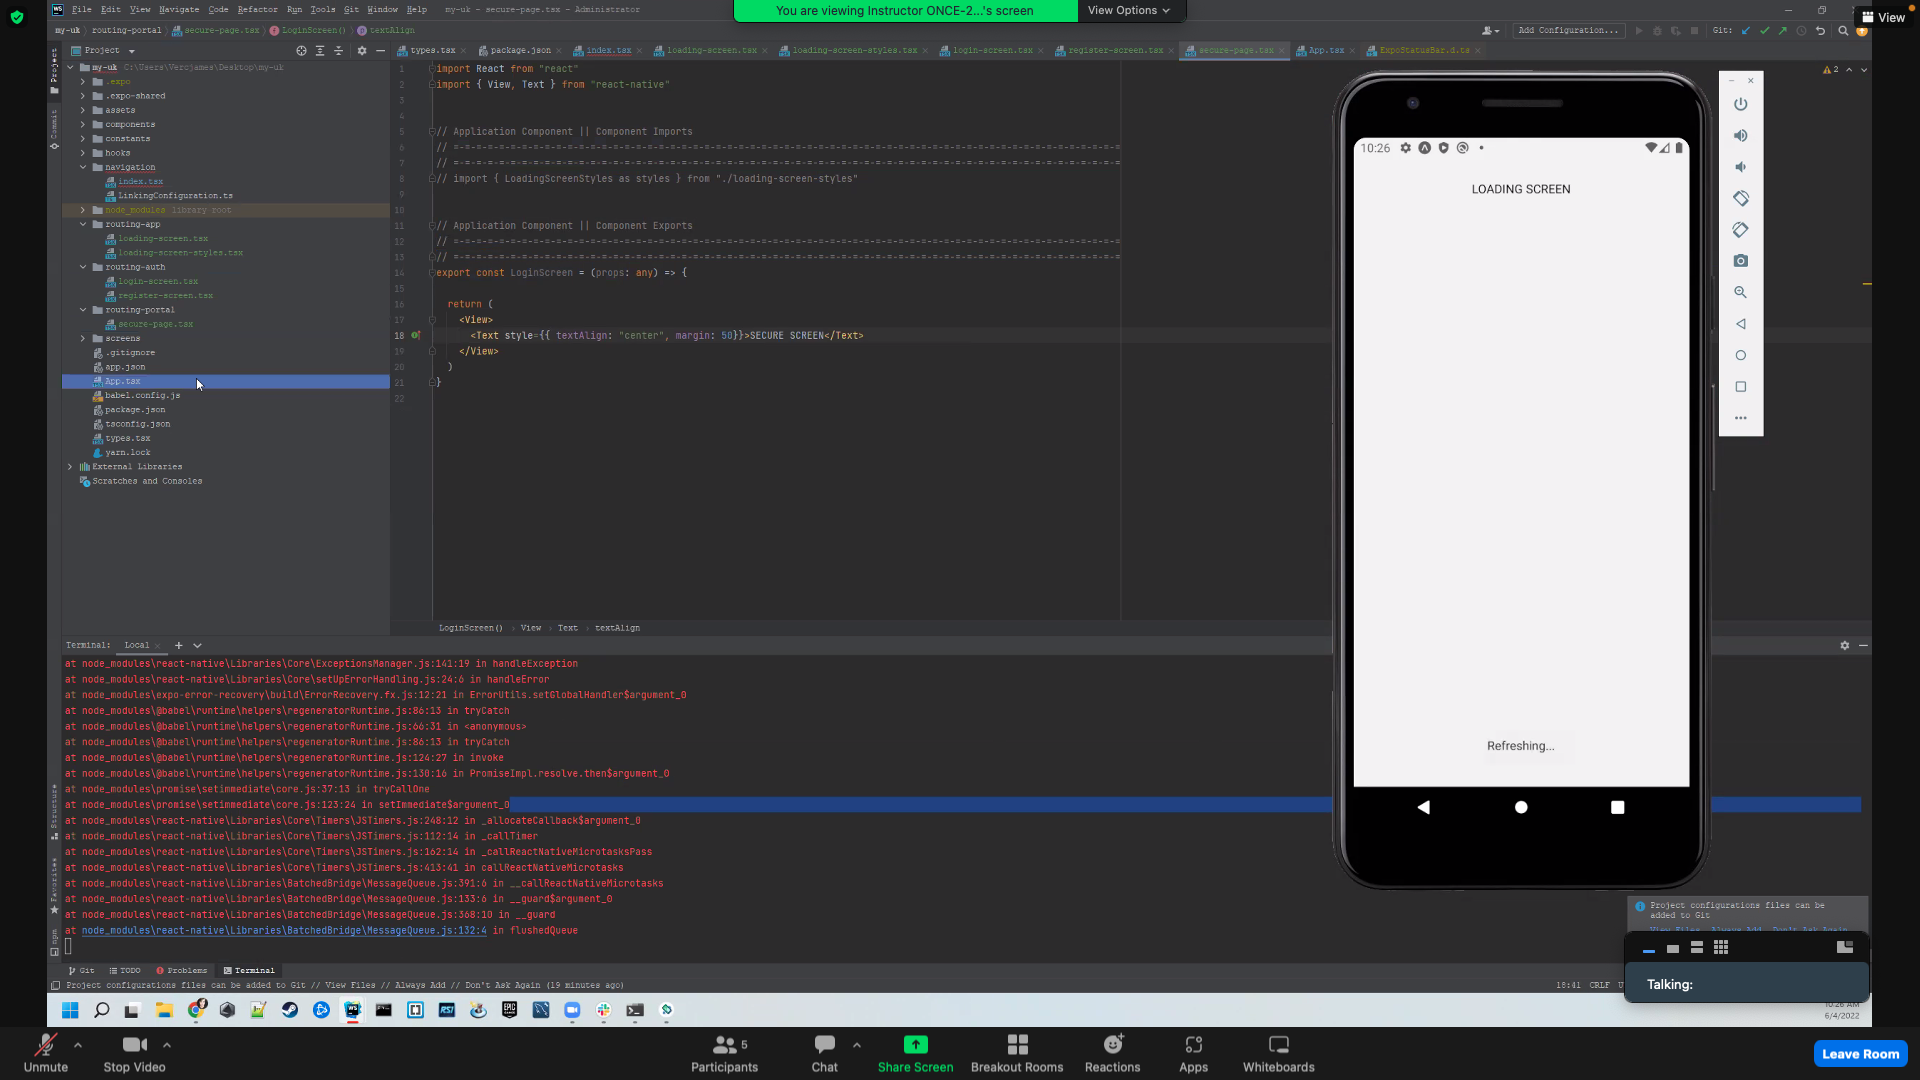 You are viewing Instructor ONCE-2...'s screen
View Options
View
File Edit View Navigate Code Refactor Run Tools Git Window Help my-uk - secure-page.tsx - Administrator
my-uk routing-portal secure-page.tsx LoginScreen() textAlign
Add Configuration... Git:
Project
types.tsx package.json index.tsx loading-screen.tsx loading-screen-styles.tsx login-screen.tsx register-screen.tsx secure-page.tsx App.tsx ExpoStatusBar.d.ts
Project
Commit
my-uk C:\Users\Vercjames\Desktop\my-uk
.expo
.expo-shared
assets
components
constants
hooks
navigation
index.tsx
LinkingConfiguration.ts
node_modules library root
routing-app
loading-screen.tsx
loading-screen-styles.tsx
routing-auth
login-screen.tsx
register-screen.tsx
routing-portal
secure-page.tsx
screens
.gitignore
app.json
App.tsx
babel.config.js
package.json
tsconfig.json
types.tsx
yarn.lock
External Libraries
Scratches and Consoles
1 import React from "react"
2 import { View, Text } from "react-native"
3
4
5 // Application Component || Component Imports
6 // =-=-=-=-=-=-=-=-=-=-=-=-=-=-=-=-=-=-=-=-=-=-=-=-=-=-=-=-=-=-=-=-=-=-=-=-=-=-=-=-=-=-=-=-=-=-=-=-=-=-=-=-=-=-=-=-=-=-=
7 // =-=-=-=-=-=-=-=-=-=-=-=-=-=-=-=-=-=-=-=-=-=-=-=-=-=-=-=-=-=-=-=-=-=-=-=-=-=-=-=-=-=-=-=-=-=-=-=-=-=-=-=-=-=-=-=-=-=-=
8 // import { LoadingScreenStyles as styles } from "./loading-screen-styles"
9
10
11 // Application Component || Component Exports
12 // =-=-=-=-=-=-=-=-=-=-=-=-=-=-=-=-=-=-=-=-=-=-=-=-=-=-=-=-=-=-=-=-=-=-=-=-=-=-=-=-=-=-=-=-=-=-=-=-=-=-=-=-=-=-=-=-=-=-=
13 // =-=-=-=-=-=-=-=-=-=-=-=-=-=-=-=-=-=-=-=-=-=-=-=-=-=-=-=-=-=-=-=-=-=-=-=-=-=-=-=-=-=-=-=-=-=-=-=-=-=-=-=-=-=-=-=-=-=-=
14 export const LoginScreen = (props: any) => {
15
16 return (
17 <View>
18 <Text style={{ textAlign: "center", margin: 50}}>SECURE SCREEN</Text>
19 </View>
20 )
21 }
22
2
10:26
LOADING SCREEN
Refreshing...
LoginScreen() View Text textAlign
Terminal: Local
at node_modules\react-native\Libraries\Core\ExceptionsManager.js:141:19 in handleException
at node_modules\react-native\Libraries\Core\setUpErrorHandling.js:24:6 in handleError
at node_modules\expo-error-recovery\build\ErrorRecovery.fx.js:12:21 in ErrorUtils.setGlobalHandler$argument_0
at node_modules\@babel\runtime\helpers\regeneratorRuntime.js:86:13 in tryCatch
at node_modules\@babel\runtime\helpers\regeneratorRuntime.js:66:31 in <anonymous>
at node_modules\@babel\runtime\helpers\regeneratorRuntime.js:86:13 in tryCatch
at node_modules\@babel\runtime\helpers\regeneratorRuntime.js:124:27 in invoke
at node_modules\@babel\runtime\helpers\regeneratorRuntime.js:130:16 in PromiseImpl.resolve.then$argument_0
at node_modules\promise\setimmediate\core.js:37:13 in tryCallOne
at node_modules\promise\setimmediate\core.js:123:24 in setImmediate$argument_0
at node_modules\react-native\Libraries\Core\Timers\JSTimers.js:248:12 in _allocateCallback$argument_0
at node_modules\react-native\Libraries\Core\Timers\JSTimers.js:112:14 in _callTimer
at node_modules\react-native\Libraries\Core\Timers\JSTimers.js:162:14 in _callReactNativeMicrotasksPass
at node_modules\react-native\Libraries\Core\Timers\JSTimers.js:413:41 in callReactNativeMicrotasks
at node_modules\react-native\Libraries\BatchedBridge\MessageQueue.js:391:6 in __callReactNativeMicrotasks
at node_modules\react-native\Libraries\BatchedBridge\MessageQueue.js:133:6 in __guard$argument_0
at node_modules\react-native\Libraries\BatchedBridge\MessageQueue.js:368:10 in __guard
at node_modules\react-native\Libraries\BatchedBridge\MessageQueue.js:132:4 in flushedQueue
Structure
Favorites
npm
Project configurations files can be
added to Git
View Files Always Add Don't Ask Again
Talking:
Git TODO Problems Terminal
Project configurations files can be added to Git // View Files // Always Add // Don't Ask Again (19 minutes ago)
18:41 CRLF
10:26 AM
6/4/2022
Unmute
Stop Video
5
Participants
Chat
Share Screen
Breakout Rooms
Reactions
Apps
Whiteboards
Leave Room